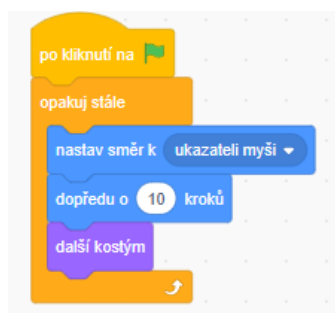 po kliknutí na
opakuj stále
nastav směr k ukazateli myši
dopředu o 10 kroků
další kostým